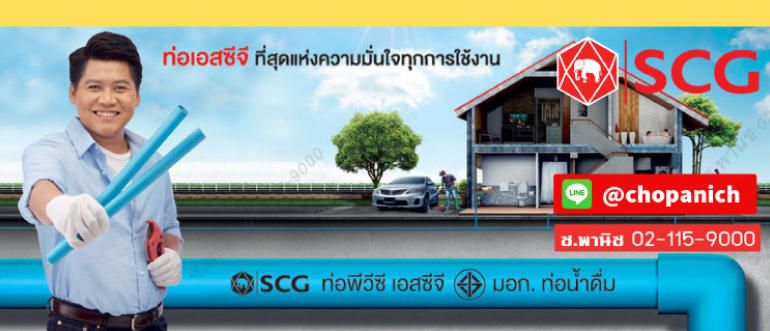 ท่อเอสซีจี ที่สุดแห่งความมั่นใจทุกการใช้งาน
SCG
LINE @chopanich
ช.พานิช 02-115-9000
SCG ท่อพีวีซี เอสซีจี มอก. ท่อน้ำดื่ม